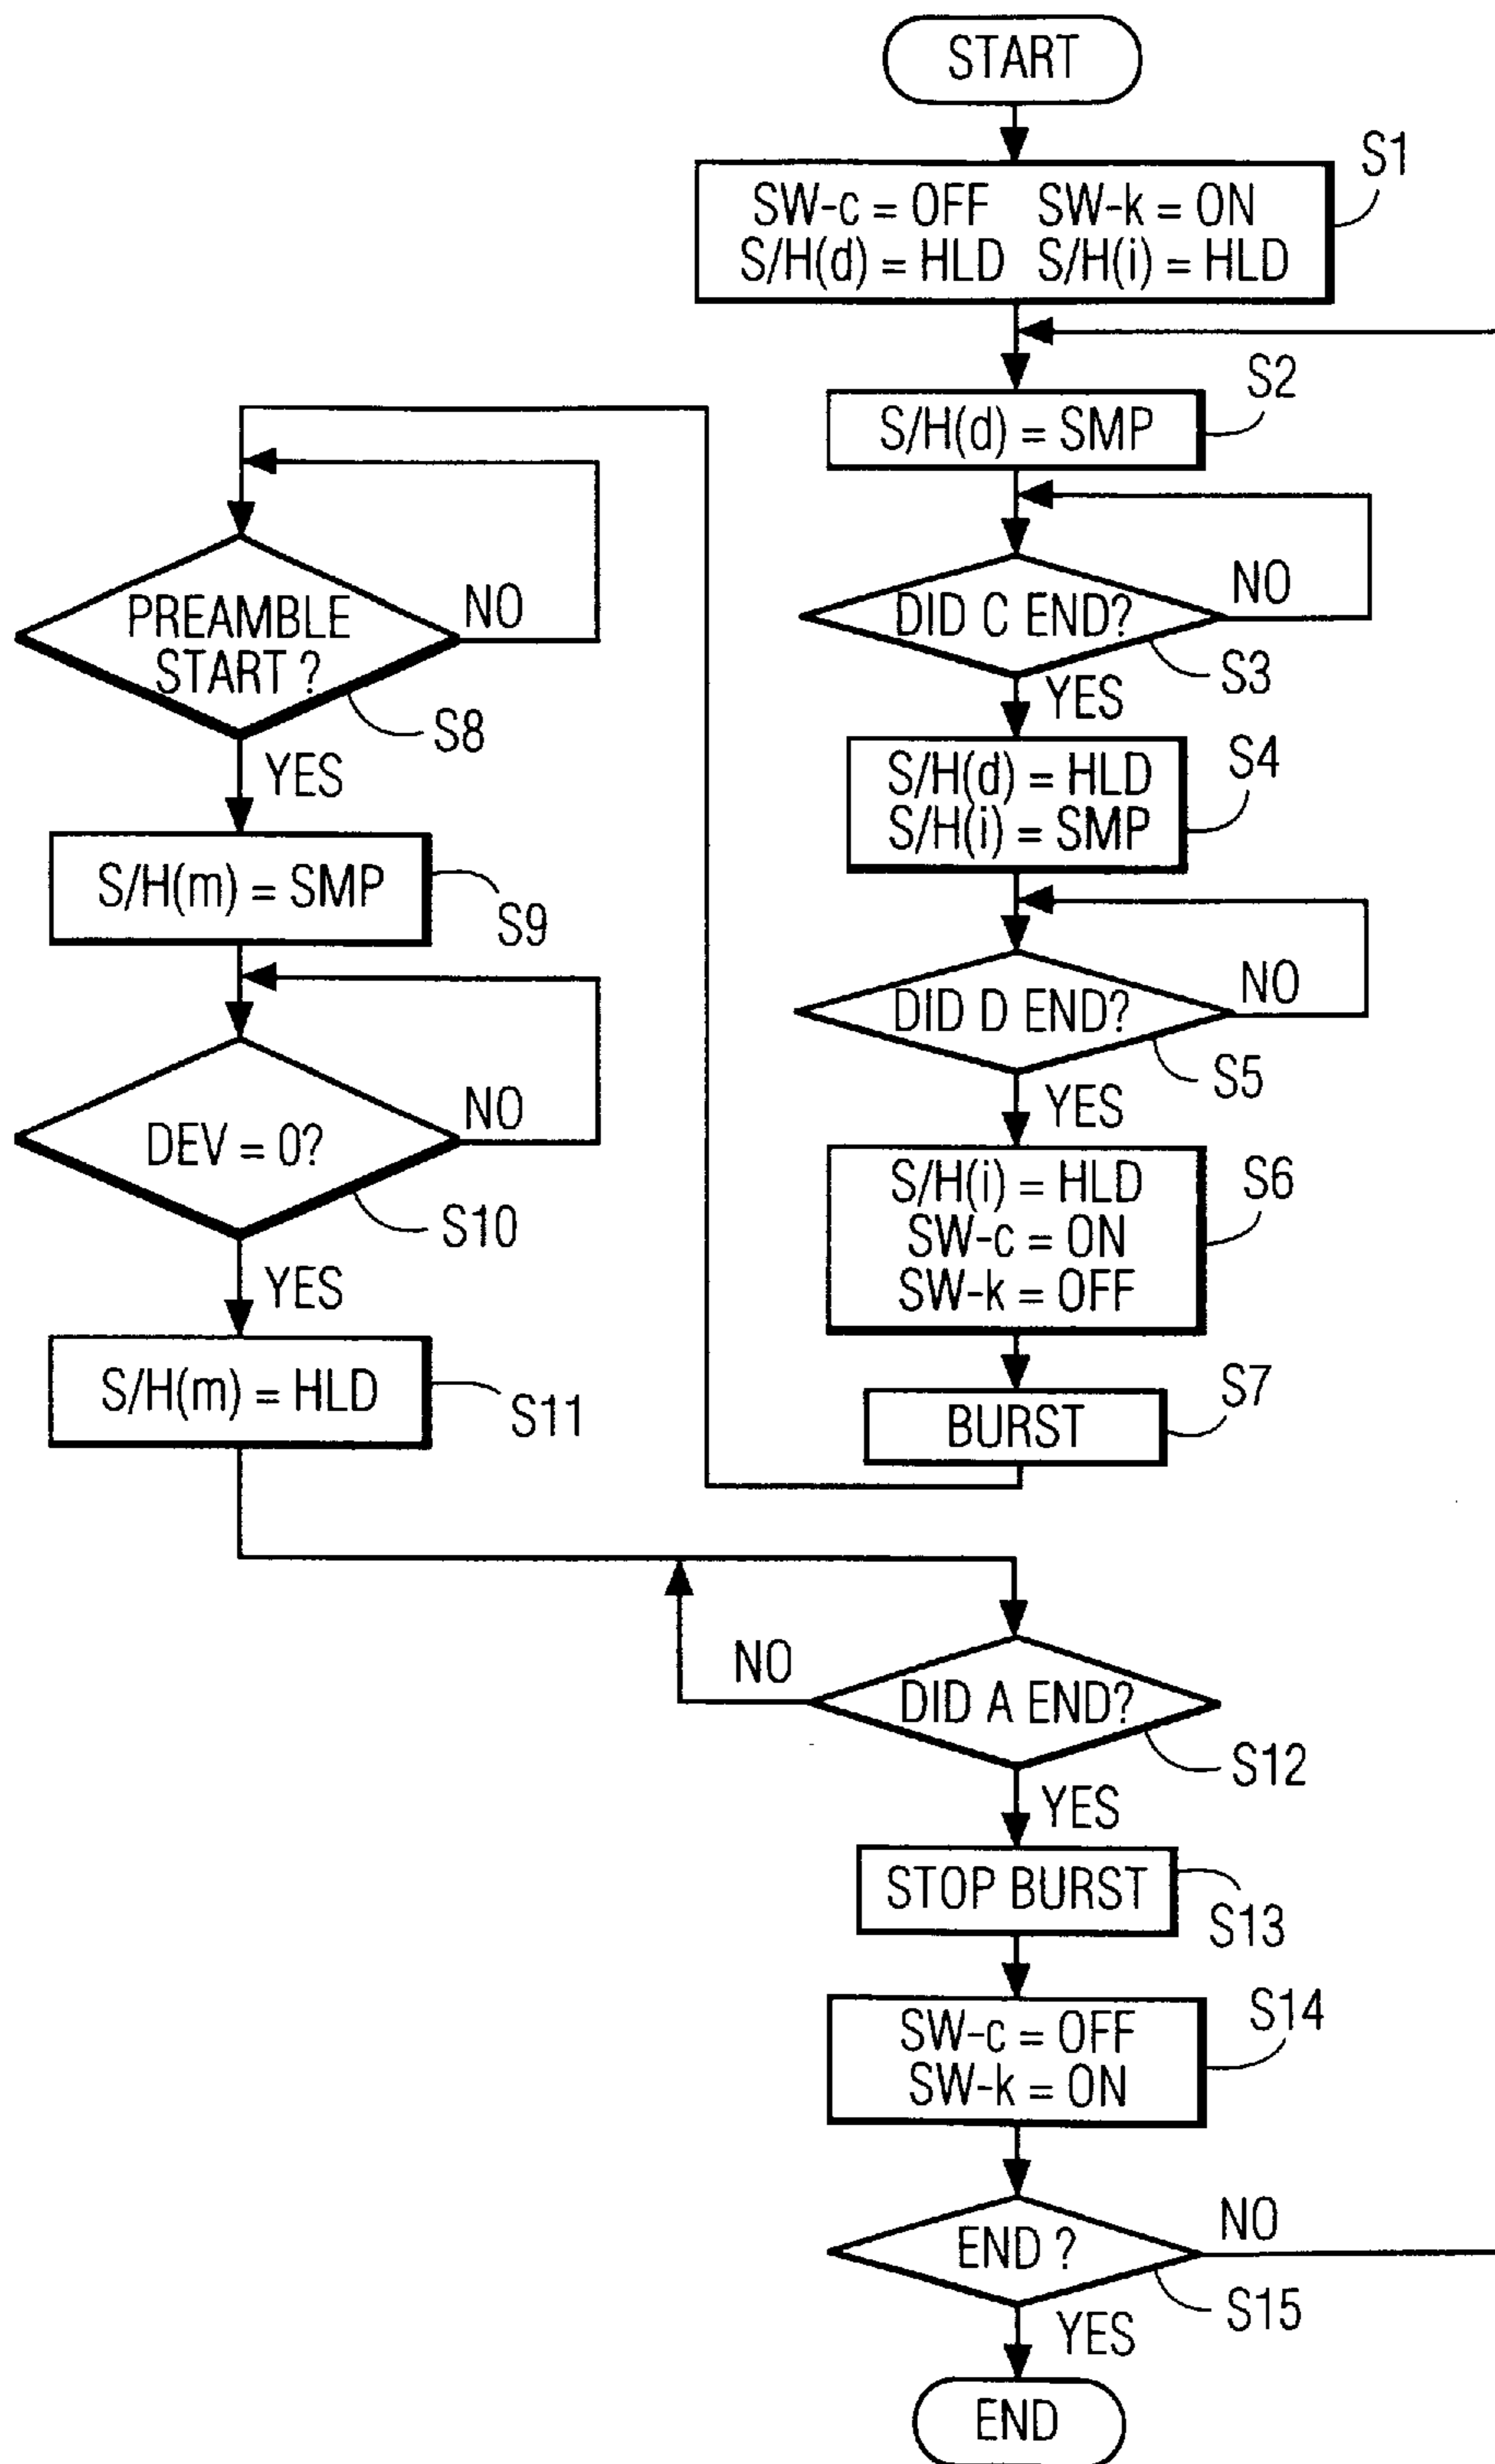 START
SW-c = OFF SW-k = ON
S/H(d) = HLD S/H(i) = HLD
S1
S/H(d) = SMP
S2
DID C END?
NO
S3
YES
S/H(d) = HLD
S/H(i) = SMP
S4
DID D END?
NO
S5
YES
S/H(i) = HLD
SW-c = ON
SW-k = OFF
S6
BURST
S7
PREAMBLE
START ?
NO
S8
YES
S/H(m) = SMP
S9
DEV = 0?
NO
S10
YES
S/H(m) = HLD
S11
DID A END?
NO
S12
YES
STOP BURST
S13
SW-c = OFF
SW-k = ON
S14
END ?
NO
S15
YES
END